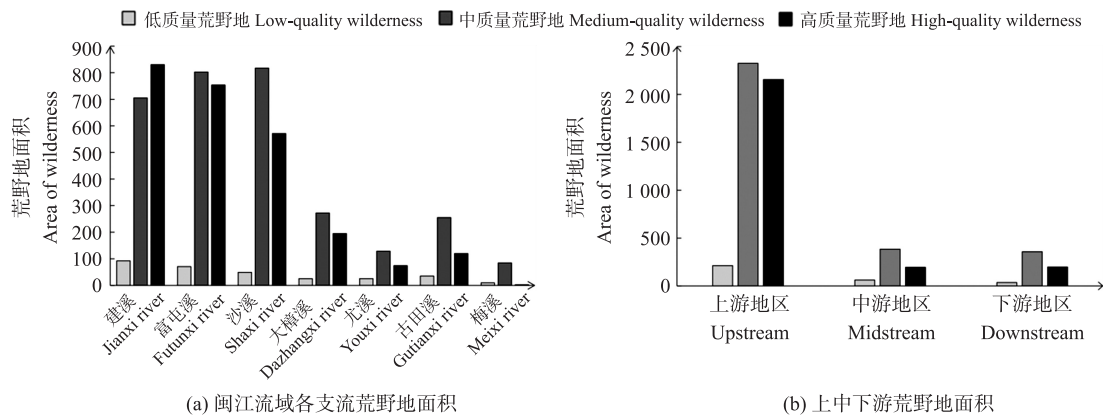 低质量荒野地 Low-quality wilderness 中质量荒野地 Medium-quality wilderness 高质量荒野地 High-quality wilderness
荒野地面积
Area of wilderness
900
800
700
600
500
400
300
200
100
0
建溪
Jianxi river
富屯溪
Futunxi river
沙溪
Shaxi river
大樟溪
Dazhangxi river
尤溪
Youxi river
古田溪
Gutianxi river
梅溪
Meixi river
(a) 闽江流域各支流荒野地面积
荒野地面积
Area of wilderness
2 500
2 000
1 500
1 000
500
0
上游地区 中游地区 下游地区
Upstream Midstream Downstream
(b) 上中下游荒野地面积